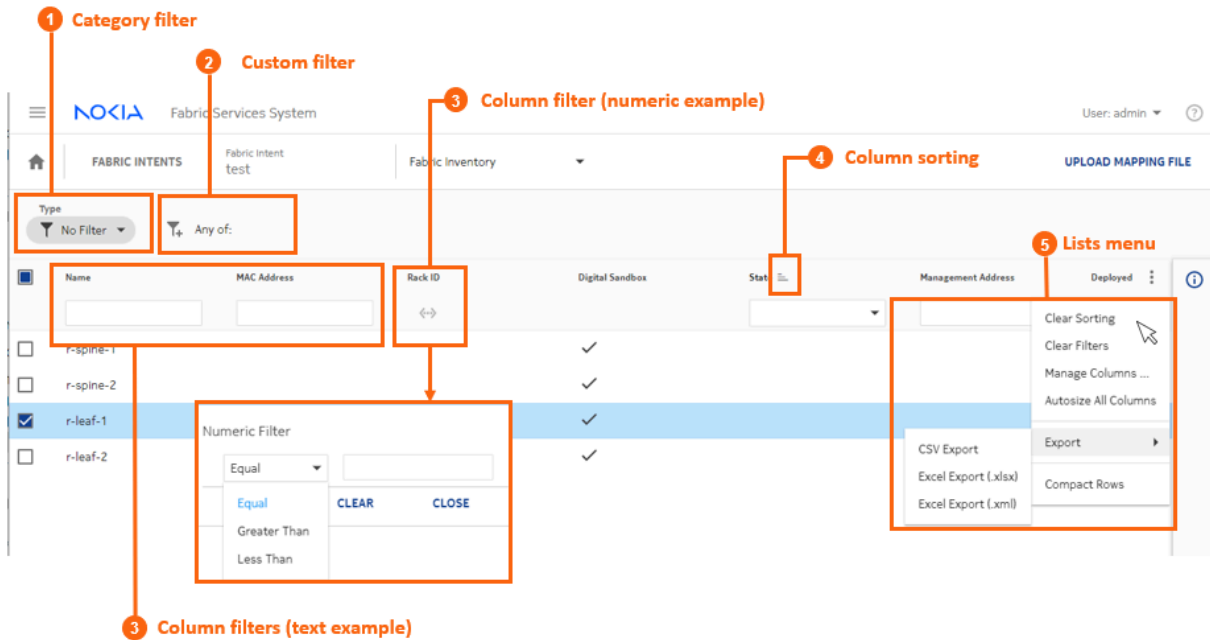 1 Category filter
2 Custom filter
3 Column filter (numeric example)
NOKIA Fabric Services System User: admin ?
FABRIC INTENTS Fabric Intent test Fabric Inventory 4 Column sorting UPLOAD MAPPING FILE
Type
No Filter Any of:
5 Lists menu
Name MAC Address Rack ID Digital Sandbox State Management Address Deployed
Clear Sorting
Clear Filters
Manage Columns ...
Autosize All Columns
Export
Compact Rows
CSV Export
Excel Export (.xlsx)
Excel Export (.xml)
r-spine-1
r-spine-2
r-leaf-1
r-leaf-2
Numeric Filter
Equal
Equal CLEAR CLOSE
Greater Than
Less Than
3 Column filters (text example)